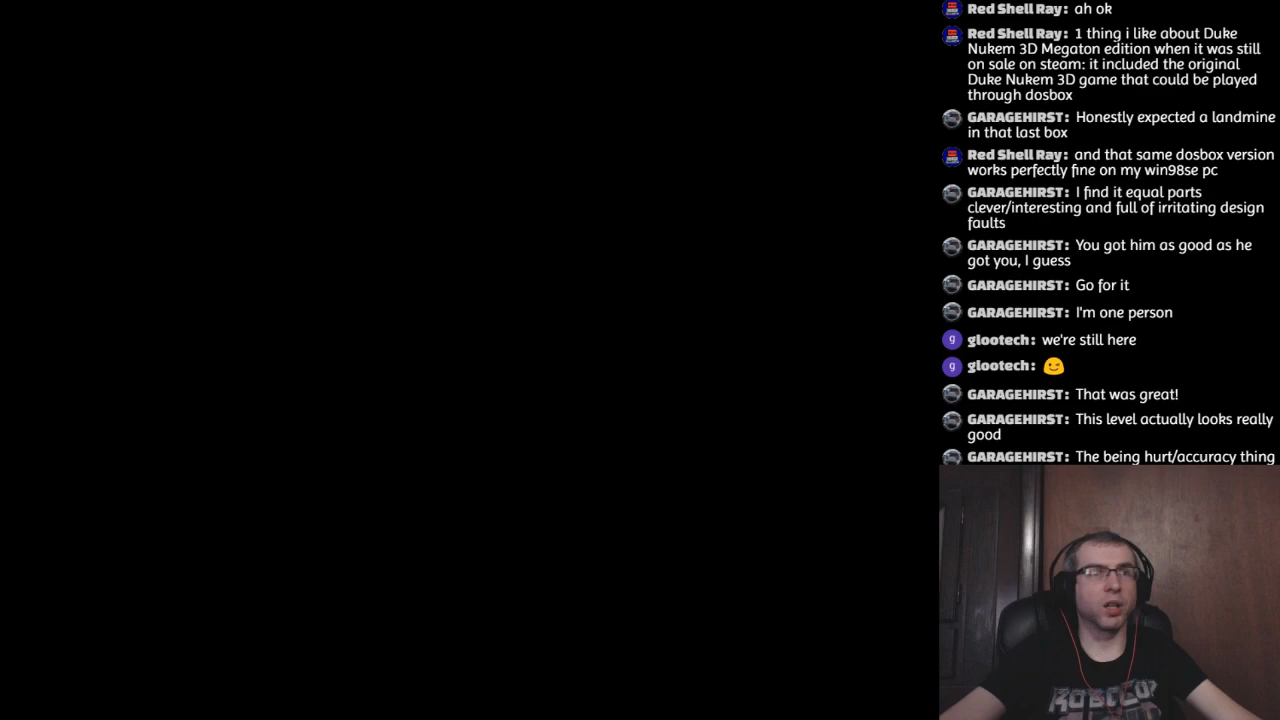 Red Shell Ray: ah ok
Red Shell Ray: 1 thing i like about Duke
Nukem 3D Megaton edition when it was still
on sale on steam: it included the original
Duke Nukem 3D game that could be played
through dosbox
GARAGEHIRST: Honestly expected a landmine
in that last box
Red Shell Ray: and that same dosbox version
works perfectly fine on my win98se pc
GARAGEHIRST: I find it equal parts
clever/interesting and full of irritating design
faults
GARAGEHIRST: You got him as good as he
got you, I guess
GARAGEHIRST: Go for it
GARAGEHIRST: I'm one person
g glootech: we're still here
g glootech: 😉
GARAGEHIRST: That was great!
GARAGEHIRST: This level actually looks really
good
GARAGEHIRST: The being hurt/accuracy thing
ROBOCOP